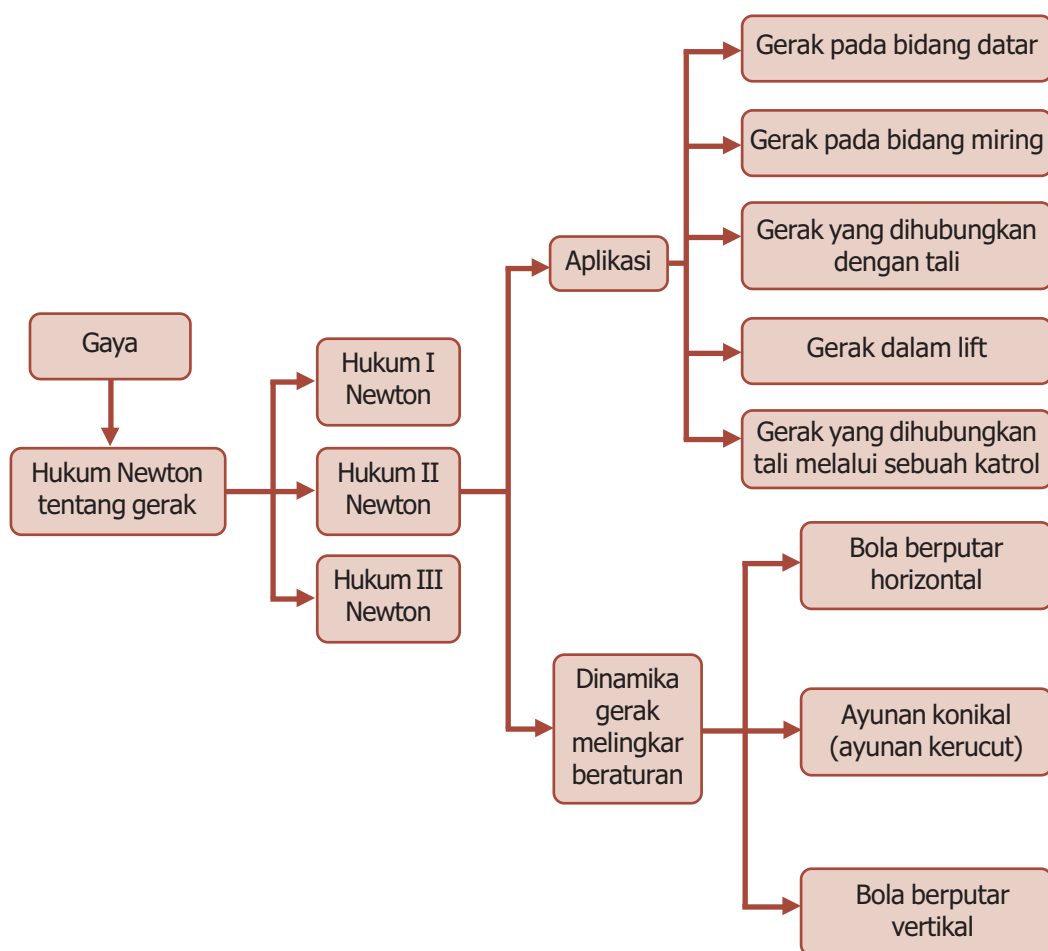 Gaya
Hukum Newton
tentang gerak
Hukum I
Newton
Hukum II
Newton
Hukum III
Newton
Aplikasi
Gerak pada bidang datar
Gerak pada bidang miring
Gerak yang dihubungkan
dengan tali
Gerak dalam lift
Gerak yang dihubungkan
tali melalui sebuah katrol
Dinamika
gerak
melingkar
beraturan
Bola berputar
horizontal
Ayunan konikal
(ayunan kerucut)
Bola berputar
vertikal